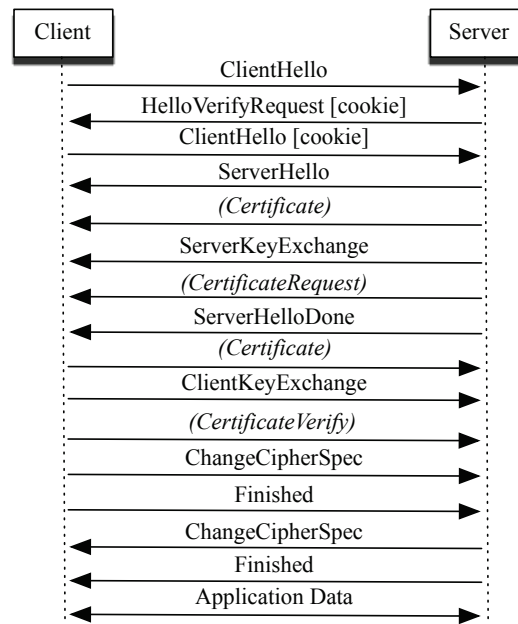 Client
Server
ClientHello
HelloVerifyRequest [cookie]
ClientHello [cookie]
ServerHello
(Certificate)
ServerKeyExchange
(CertificateRequest)
ServerHelloDone
(Certificate)
ClientKeyExchange
(CertificateVerify)
ChangeCipherSpec
Finished
ChangeCipherSpec
Finished
Application Data